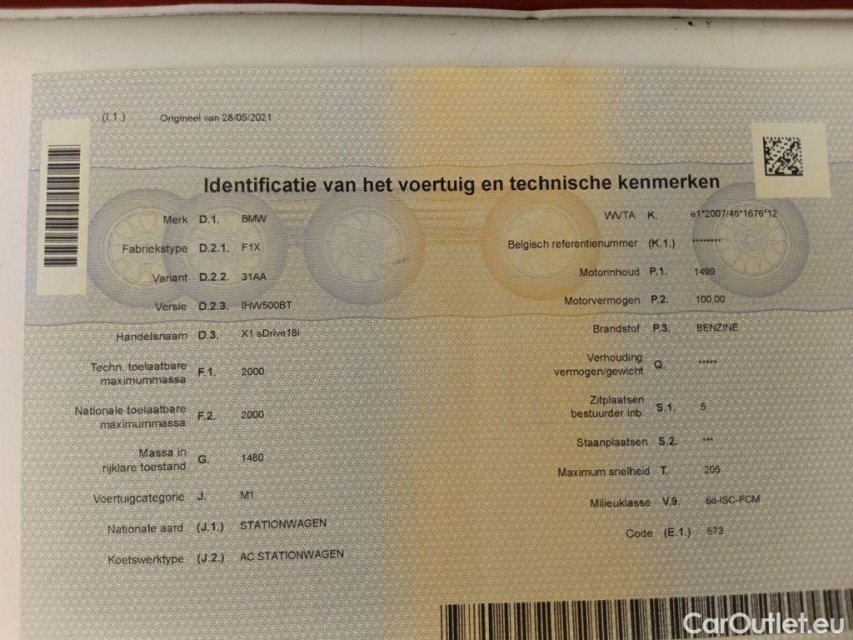 (I.1.) Origineel van 28/05/2021
Identificatie van het voertuig en technische kenmerken
Merk D.1. BMW
Fabriekstype D.2.1. F1X
Variant D.2.2. 31AA
Versie D.2.3. IHW500BT
Handelsnaam D.3. X1 sDrive18i
Techn. toelaatbare
maximummassa F.1. 2000
Nationale toelaatbare
maximummassa F.2. 2000
Massa in
rijklare toestand G. 1480
Voertuigcategorie J. M1
Nationale aard (J.1.) STATIONWAGEN
Koetswerktype (J.2.) AC STATIONWAGEN
WVTA K. e1*2007/46*1676*12
Belgisch referentienummer (K.1.) ********
Motorinhoud P.1. 1499
Motorvermogen P.2. 100.00
Brandstof P.3. BENZINE
Verhouding
vermogen/gewicht Q. *****
Zitplaatsen
bestuurder inb. S.1. 5
Staanplaatsen S.2. ***
Maximum snelheid T. 205
Milieuklasse V.9. 6d-ISC-FCM
Code (E.1.) 573
CarOutlet.eu